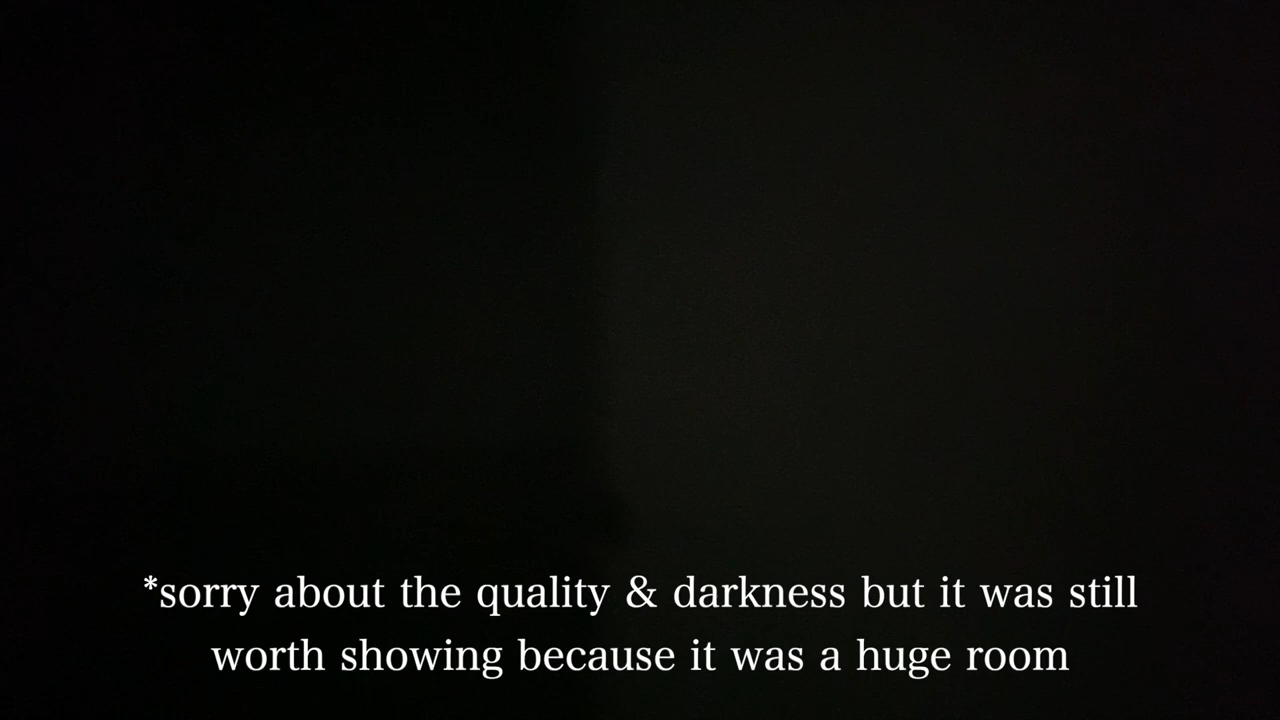 *sorry about the quality & darkness but it was still
worth showing because it was a huge room